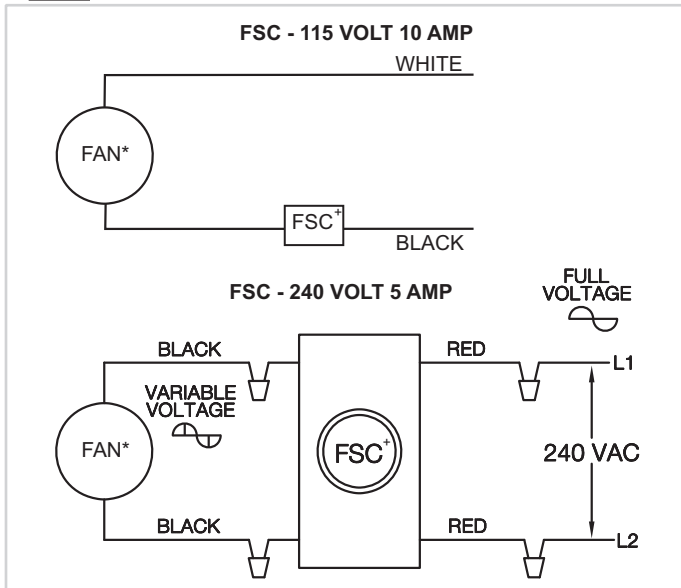 FSC - 115 VOLT 10 AMP
WHITE
FAN*
FSC+
BLACK
FSC - 240 VOLT 5 AMP
FULL
VOLTAGE
BLACK
RED
L1
VARIABLE
VOLTAGE
FAN*
FSC+
240 VAC
BLACK
RED
L2